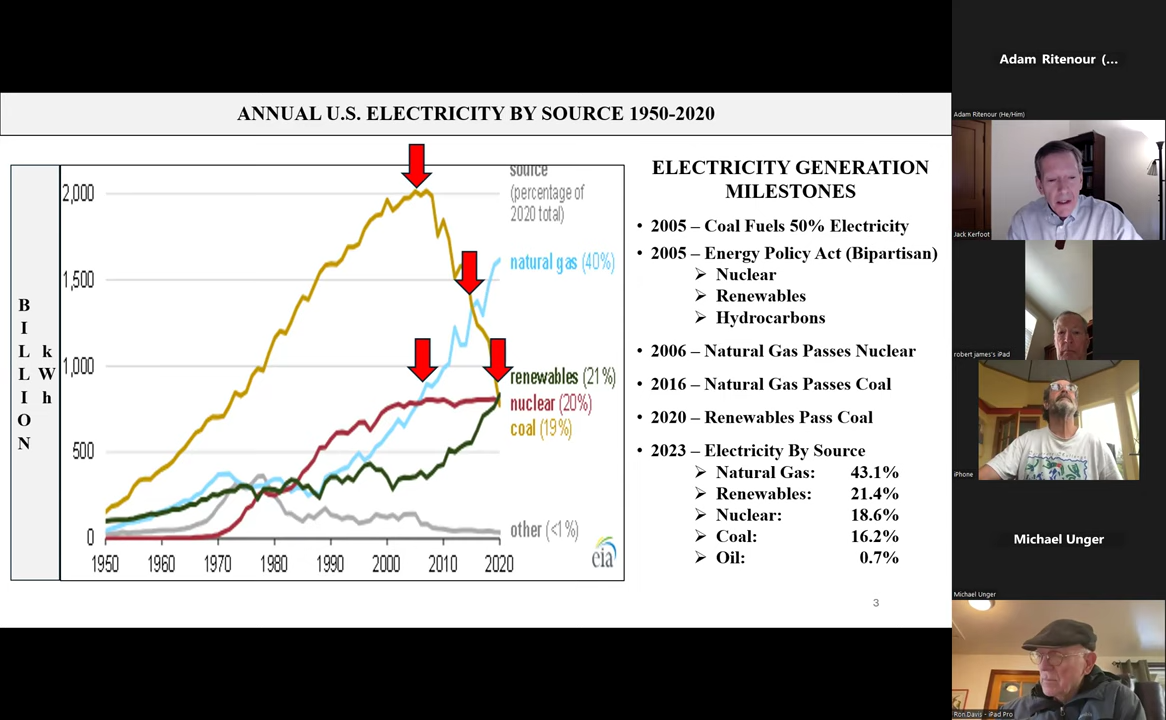 ANNUAL U.S. ELECTRICITY BY SOURCE 1950-2020
BILLION
kWh
2,000
1,500
1,000
500
0
1950 1960 1970 1980 1990 2000 2010 2020
source
(percentage of
2020 total)
natural gas (40%)
renewables (21%)
nuclear (20%)
coal (19%)
other (<1%)
eia
ELECTRICITY GENERATION
MILESTONES
• 2005 – Coal Fuels 50% Electricity
• 2005 – Energy Policy Act (Bipartisan)
➢ Nuclear
➢ Renewables
➢ Hydrocarbons
• 2006 – Natural Gas Passes Nuclear
• 2016 – Natural Gas Passes Coal
• 2020 – Renewables Pass Coal
• 2023 – Electricity By Source
➢ Natural Gas: 43.1%
➢ Renewables: 21.4%
➢ Nuclear: 18.6%
➢ Coal: 16.2%
➢ Oil: 0.7%
3
Adam Ritenour (...
Adam Ritenour (He/Him)
Jack Kerfoot
robert james's iPad
iPhone
Michael Unger
Michael Unger
Ron Davis - iPad Pro